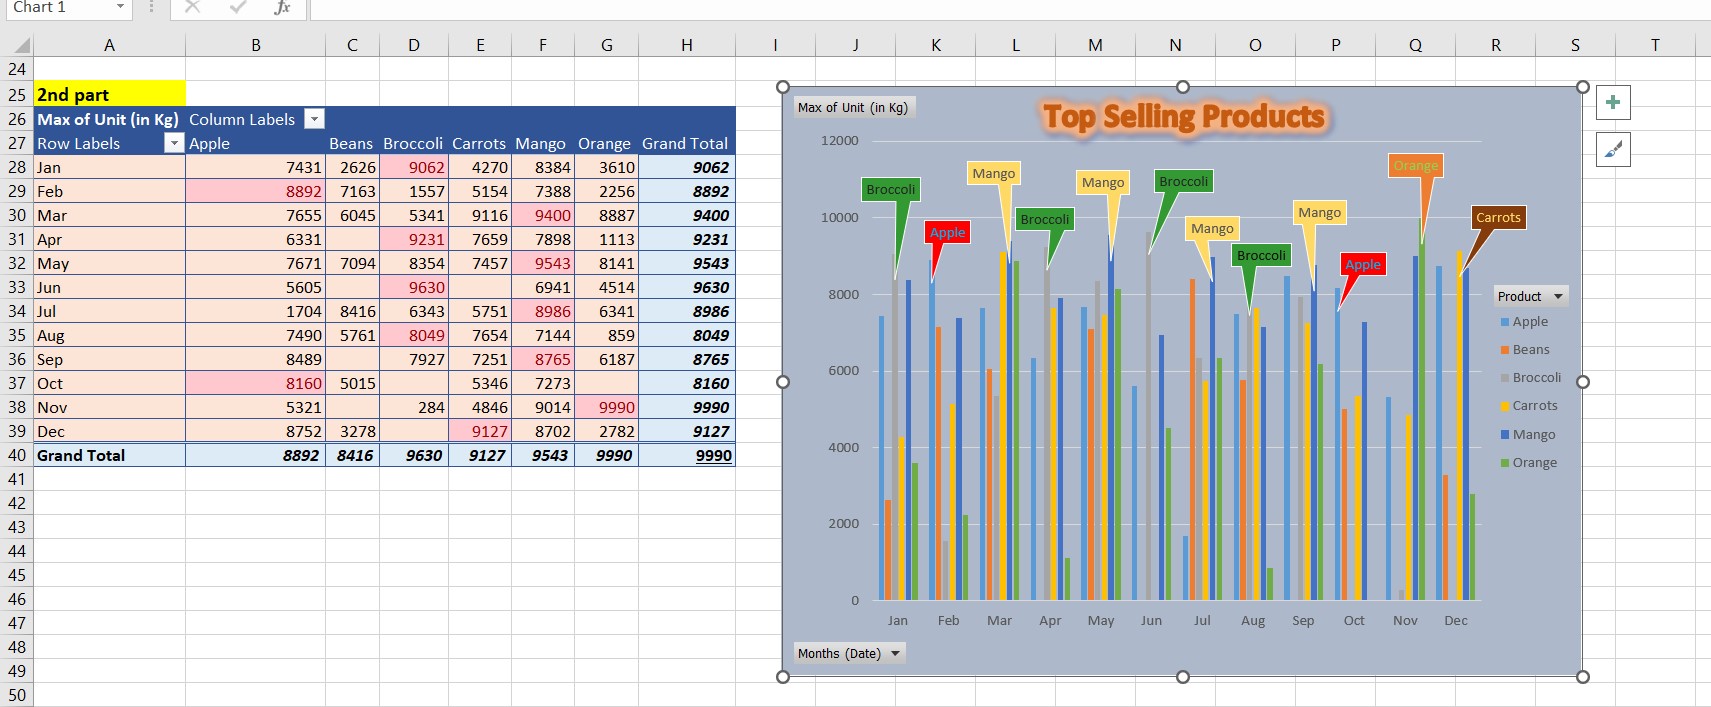 Chart 1 fx
A B C D E F G H I J K L M N O P Q R S T
24
25 2nd part
26 Max of Unit (in Kg) Column Labels
27 Row Labels Apple Beans Broccoli Carrots Mango Orange Grand Total
28 Jan 7431 2626 9062 4270 8384 3610 9062
29 Feb 8892 7163 1557 5154 7388 2256 8892
30 Mar 7655 6045 5341 9116 9400 8887 9400
31 Apr 6331 9231 7659 7898 1113 9231
32 May 7671 7094 8354 7457 9543 8141 9543
33 Jun 5605 9630 6941 4514 9630
34 Jul 1704 8416 6343 5751 8986 6341 8986
35 Aug 7490 5761 8049 7654 7144 859 8049
36 Sep 8489 7927 7251 8765 6187 8765
37 Oct 8160 5015 5346 7273 8160
38 Nov 5321 284 4846 9014 9990 9990
39 Dec 8752 3278 9127 8702 2782 9127
40 Grand Total 8892 8416 9630 9127 9543 9990 9990
41
42
43
44
45
46
47
48
49
50
Max of Unit (in Kg)
Top Selling Products
12000
10000
8000
6000
4000
2000
0
Broccoli
Apple
Mango
Broccoli
Mango
Broccoli
Mango
Broccoli
Mango
Apple
Orange
Carrots
Jan Feb Mar Apr May Jun Jul Aug Sep Oct Nov Dec
Product
Apple
Beans
Broccoli
Carrots
Mango
Orange
Months (Date)